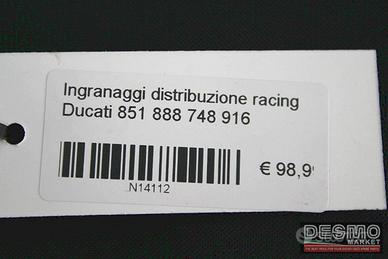 Ingranaggi distribuzione racing
Ducati 851 888 748 916
€ 98,9
N14112
DESMO
MARKET